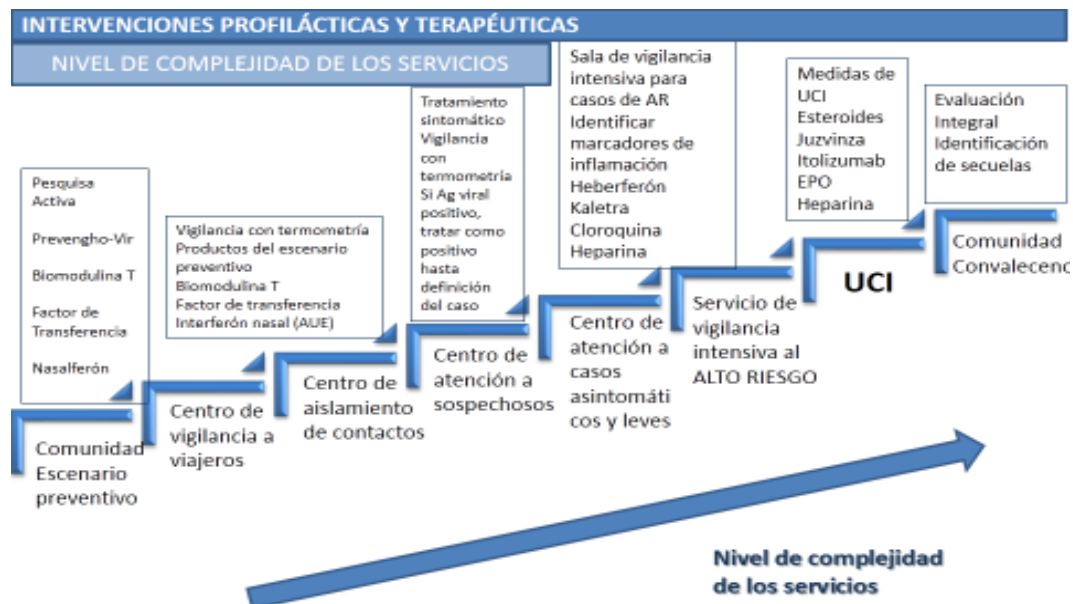 INTERVENCIONES PROFILÁCTICAS Y TERAPÉUTICAS
NIVEL DE COMPLEJIDAD DE LOS SERVICIOS
Pesquisa
Activa
Prevengho-Vir
Biomodulina T
Factor de
Transferencia
Nasalferón
Vigilancia con termometría
Productos del escenario
preventivo
Biomodulina T
Factor de transferencia
Interferón nasal (AUE)
Tratamiento
sintomático
Vigilancia
con
termometría
Si Ag viral
positivo,
tratar como
positivo
hasta
definición
del caso
Sala de vigilancia
intensiva para
casos de AR
Identificar
marcadores de
inflamación
Heberferón
Kaletra
Cloroquina
Heparina
Medidas de
UCI
Esteroides
Juzvinza
Itolizumab
EPO
Heparina
Evaluación
Integral
Identificación
de secuelas
Comunidad
Escenario
preventivo
Centro de
vigilancia a
viajeros
Centro de
aislamiento
de contactos
Centro de
atención a
sospechosos
Centro de
atención a
casos
asintomáti
cos y leves
Servicio de
vigilancia
intensiva al
ALTO RIESGO
UCI
Comunidad
Convalecenc
Nivel de complejidad
de los servicios